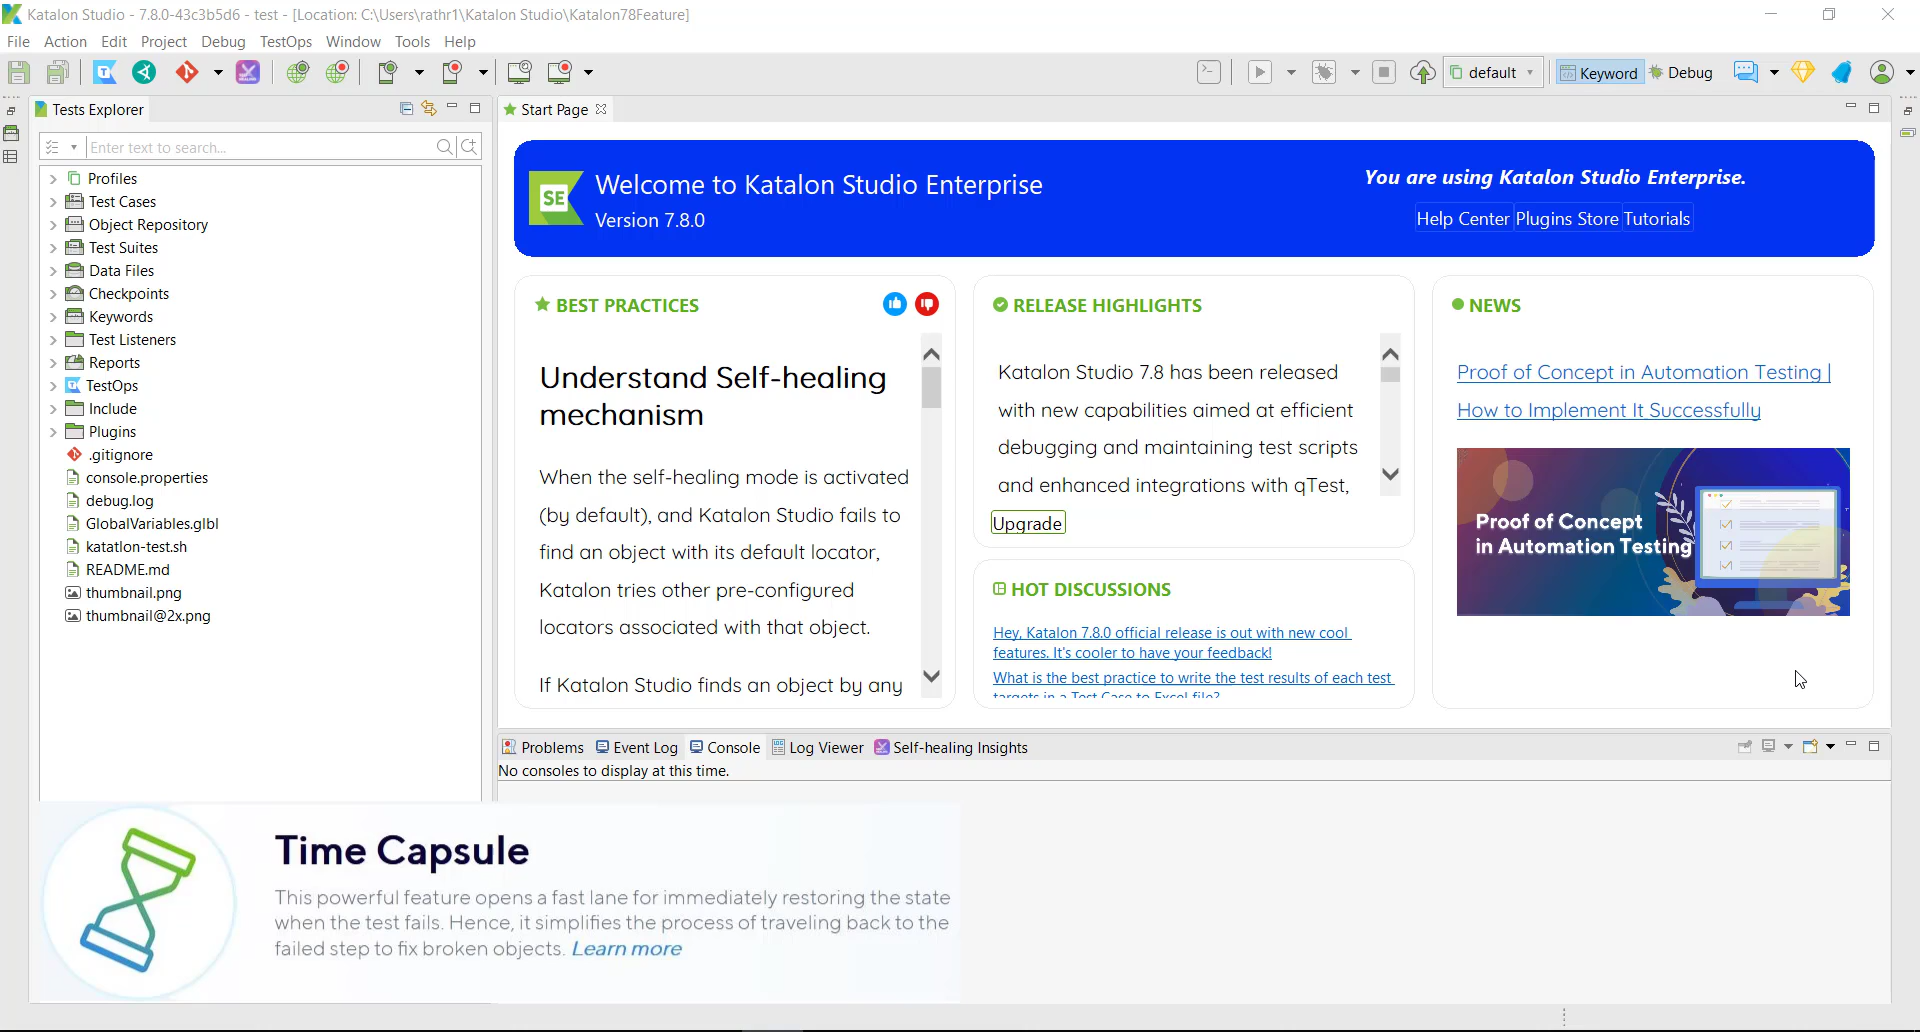 Katalon Studio - 7.8.0-43c3b5d6 - test - [Location: C:\Users\rathr1\Katalon Studio\Katalon78Feature]
File Action Edit Project Debug TestOps Window Tools Help
default Keyword Debug
Tests Explorer
Enter text to search...
Profiles
Test Cases
Object Repository
Test Suites
Data Files
Checkpoints
Keywords
Test Listeners
Reports
TestOps
Include
Plugins
.gitignore
console.properties
debug.log
GlobalVariables.glbl
katatlon-test.sh
README.md
thumbnail.png
thumbnail@2x.png
Start Page
SE
Welcome to Katalon Studio Enterprise
Version 7.8.0
You are using Katalon Studio Enterprise.
Help Center Plugins Store Tutorials
BEST PRACTICES
Understand Self-healing
mechanism
When the self-healing mode is activated
(by default), and Katalon Studio fails to
find an object with its default locator,
Katalon tries other pre-configured
locators associated with that object.
If Katalon Studio finds an object by any
RELEASE HIGHLIGHTS
Katalon Studio 7.8 has been released
with new capabilities aimed at efficient
debugging and maintaining test scripts
and enhanced integrations with qTest,
Upgrade
HOT DISCUSSIONS
Hey, Katalon 7.8.0 official release is out with new cool
features. It's cooler to have your feedback!
What is the best practice to write the test results of each test
targets in a Test Case to Excel file?
NEWS
Proof of Concept in Automation Testing |
How to Implement It Successfully
Proof of Concept
in Automation Testing
Problems Event Log Console Log Viewer Self-healing Insights
No consoles to display at this time.
Time Capsule
This powerful feature opens a fast lane for immediately restoring the state
when the test fails. Hence, it simplifies the process of traveling back to the
failed step to fix broken objects. Learn more